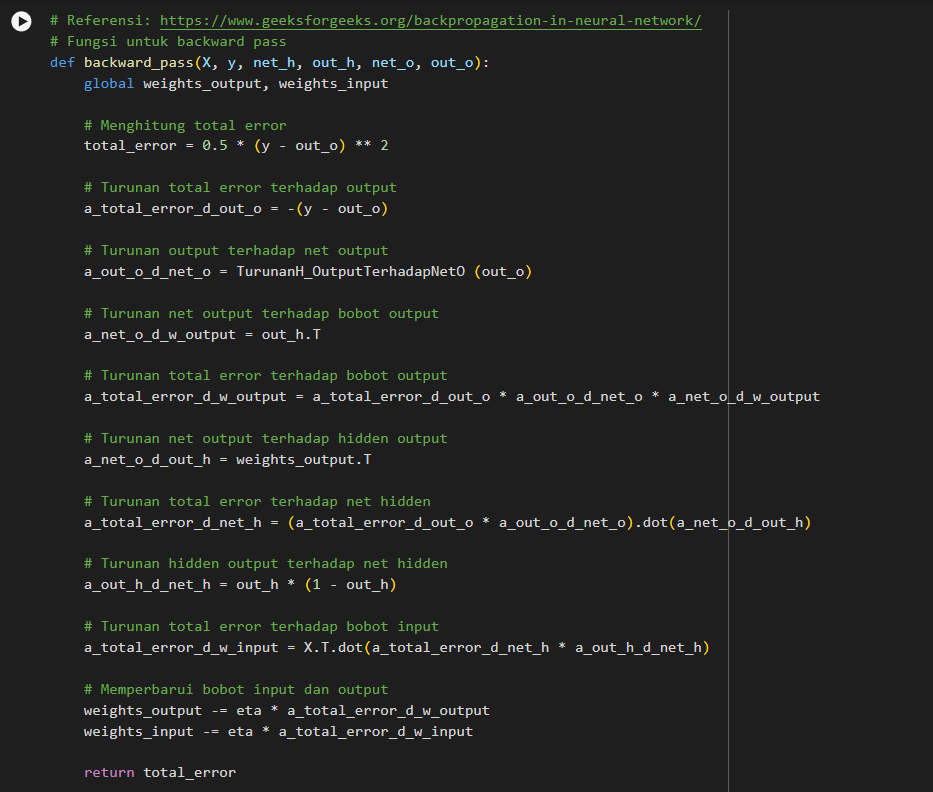 # Referensi: https://www.geeksforgeeks.org/backpropagation-in-neural-network/
# Fungsi untuk backward pass
def backward_pass(X, y, net_h, out_h, net_o, out_o):
    global weights_output, weights_input

    # Menghitung total error
    total_error = 0.5 * (y - out_o) ** 2

    # Turunan total error terhadap output
    a_total_error_d_out_o = -(y - out_o)

    # Turunan output terhadap net output
    a_out_o_d_net_o = TurunanH_OutputTerhadapNetO (out_o)

    # Turunan net output terhadap bobot output
    a_net_o_d_w_output = out_h.T

    # Turunan total error terhadap bobot output
    a_total_error_d_w_output = a_total_error_d_out_o * a_out_o_d_net_o * a_net_o_d_w_output

    # Turunan net output terhadap hidden output
    a_net_o_d_out_h = weights_output.T

    # Turunan total error terhadap net hidden
    a_total_error_d_net_h = (a_total_error_d_out_o * a_out_o_d_net_o).dot(a_net_o_d_out_h)

    # Turunan hidden output terhadap net hidden
    a_out_h_d_net_h = out_h * (1 - out_h)

    # Turunan total error terhadap bobot input
    a_total_error_d_w_input = X.T.dot(a_total_error_d_net_h * a_out_h_d_net_h)

    # Memperbarui bobot input dan output
    weights_output -= eta * a_total_error_d_w_output
    weights_input -= eta * a_total_error_d_w_input

    return total_error